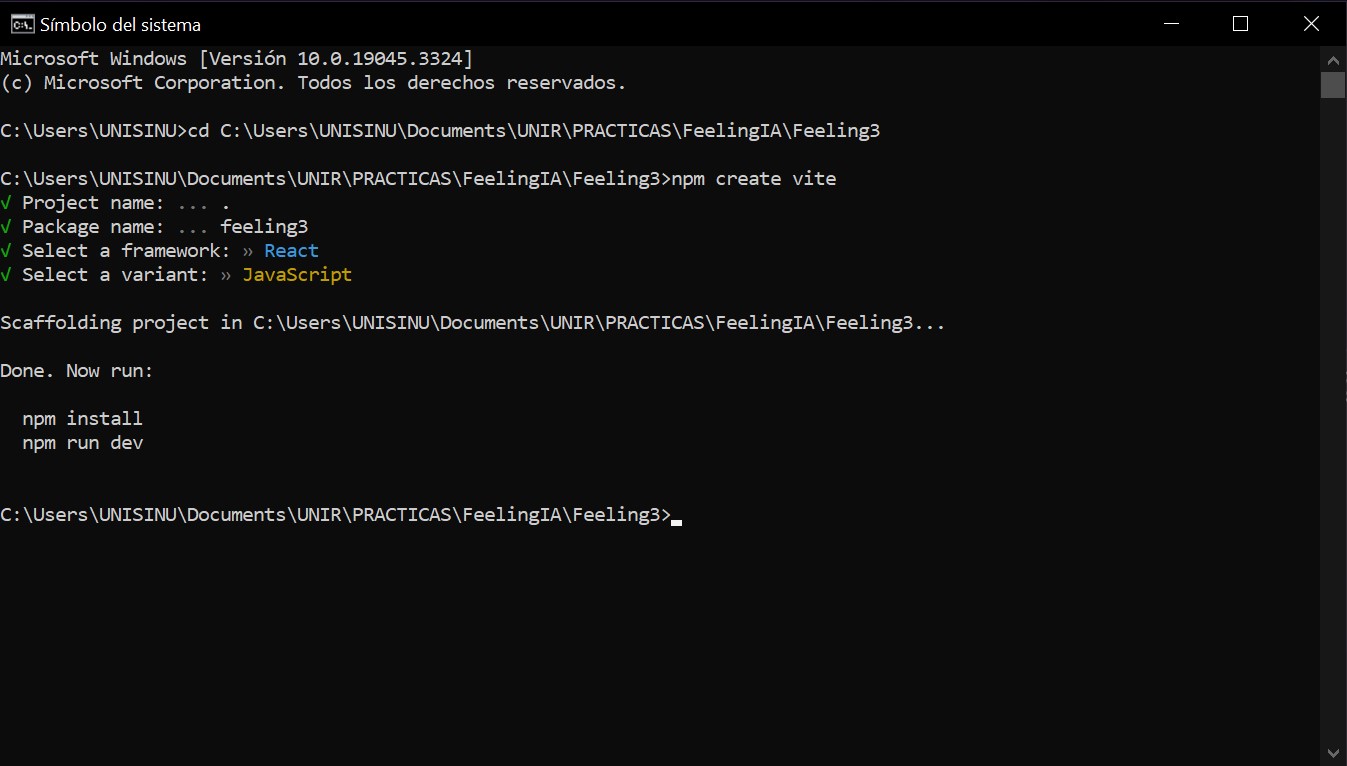 Símbolo del sistema
Microsoft Windows [Versión 10.0.19045.3324]
(c) Microsoft Corporation. Todos los derechos reservados.
C:\Users\UNISINU>cd C:\Users\UNISINU\Documents\UNIR\PRACTICAS\FeelingIA\Feeling3
C:\Users\UNISINU\Documents\UNIR\PRACTICAS\FeelingIA\Feeling3>npm create vite
√ Project name: ... .
√ Package name: ... feeling3
√ Select a framework: » React
√ Select a variant: » JavaScript
Scaffolding project in C:\Users\UNISINU\Documents\UNIR\PRACTICAS\FeelingIA\Feeling3...
Done. Now run:
npm install
npm run dev
C:\Users\UNISINU\Documents\UNIR\PRACTICAS\FeelingIA\Feeling3>